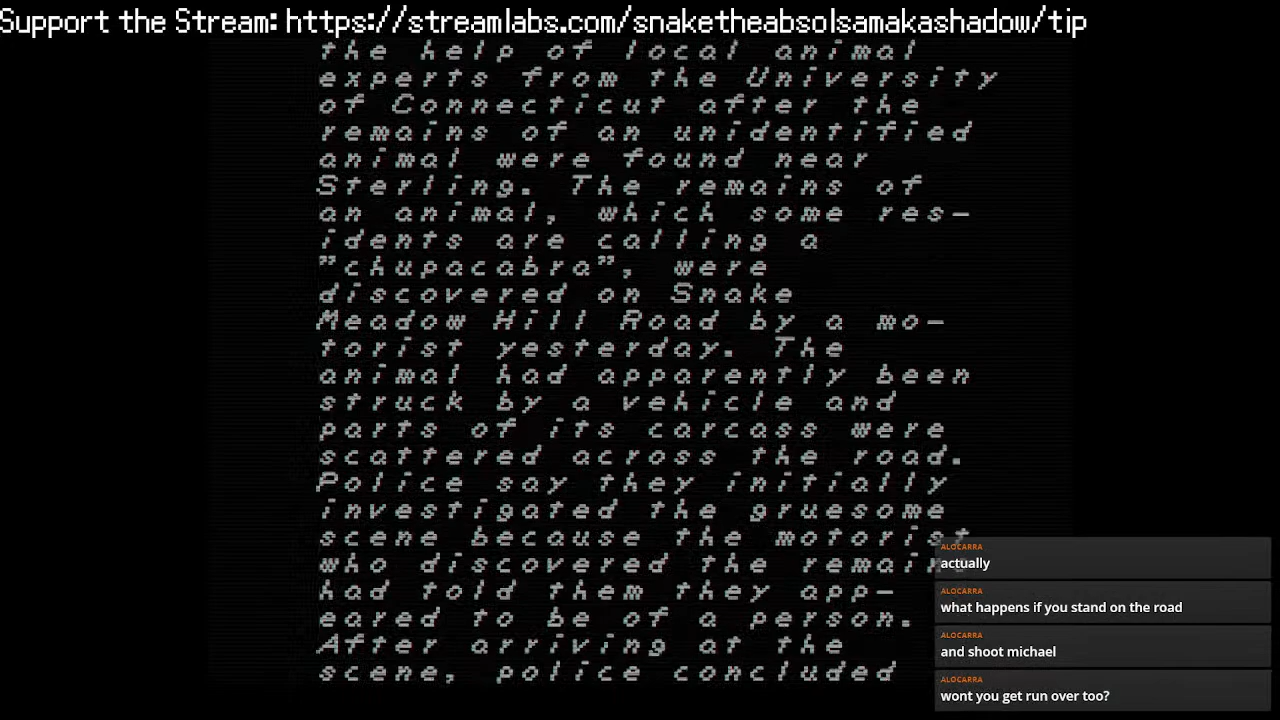 Support the Stream: https://streamlabs.com/snaketheabsolsamakashadow/tip
the help of local animal
experts from the University
of Connecticut after the
remains of an unidentified
animal were found near
Sterling. The remains of
an animal, which some res-
idents are calling a
"chupacabra", were
discovered on Snake
Meadow Hill Road by a mo-
torist yesterday. The
animal had apparently been
struck by a vehicle and
parts of its carcass were
scattered across the road.
Police say they initially
investigated the gruesome
scene because the motorist
who discovered the remains
had told them they app-
eared to be of a person.
After arriving at the
scene, police concluded
ALOCARRA
actually
ALOCARRA
what happens if you stand on the road
ALOCARRA
and shoot michael
ALOCARRA
wont you get run over too?